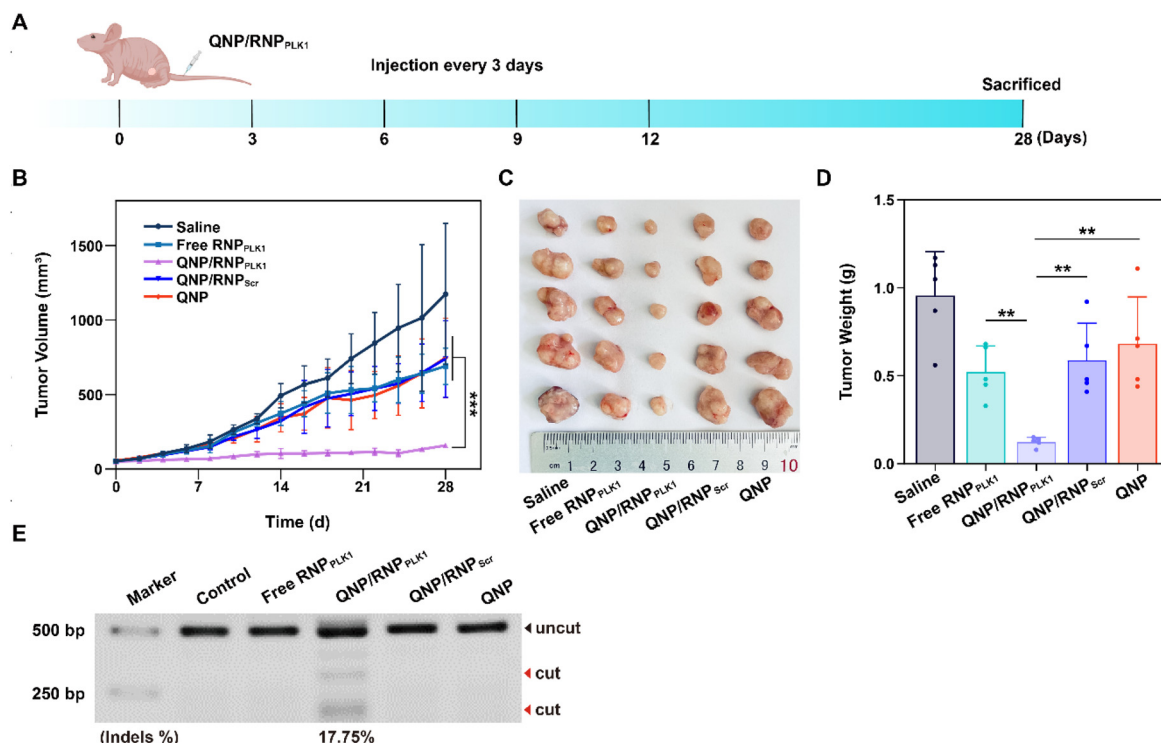 A
QNP/RNPPLK1
Injection every 3 days
Sacrificed
0 3 6 9 12 28 (Days)
B
Saline
Free RNPPLK1
QNP/RNPPLK1
QNP/RNPScr
QNP
Tumor Volume (mm³)
1500
1000
500
0
0 7 14 21 28
Time (d)
***
C
cm 1 2 3 4 5 6 7 8 9 10
Saline
Free RNPPLK1
QNP/RNPPLK1
QNP/RNPScr
QNP
D
Tumor Weight (g)
1.5
1.0
0.5
0.0
**
**
**
Saline
Free RNPPLK1
QNP/RNPPLK1
QNP/RNPScr
QNP
E
Marker
Control
Free RNPPLK1
QNP/RNPPLK1
QNP/RNPScr
QNP
500 bp
uncut
cut
250 bp
cut
(Indels %) 17.75%